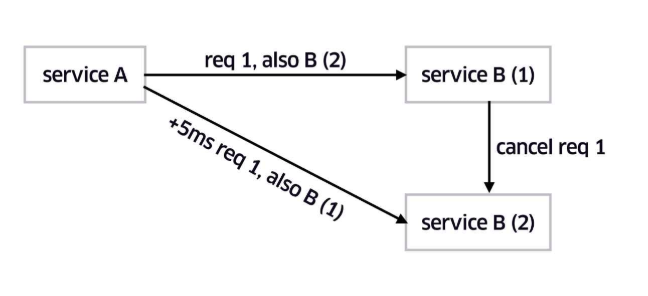 service A
req 1, also B (2)
service B (1)
+5ms req 1, also B (1)
cancel req 1
service B (2)